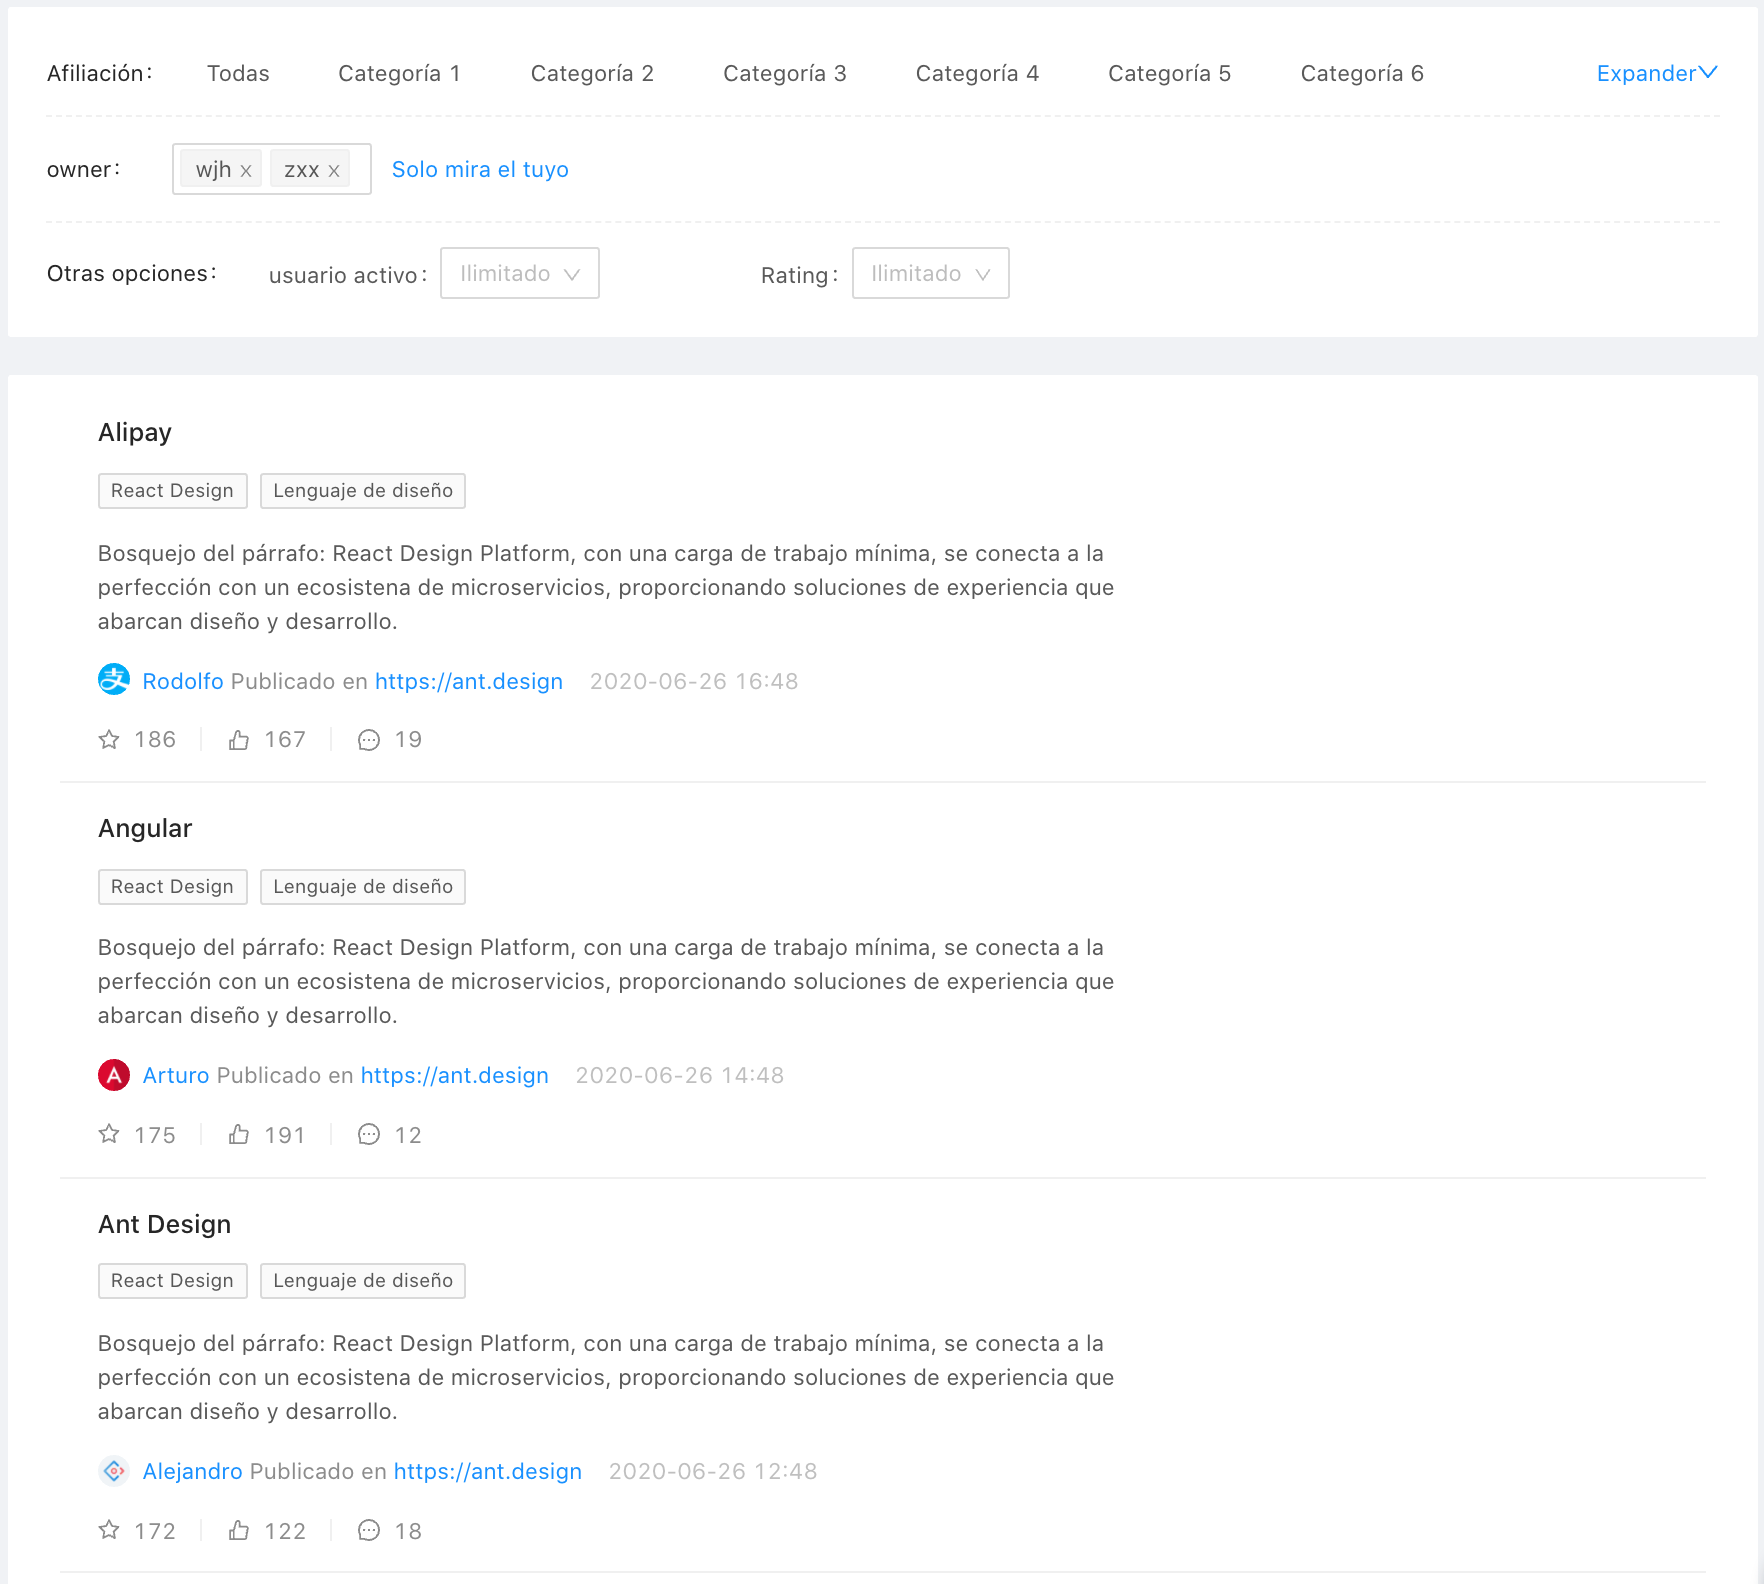 Afiliación: Todas Categoría 1 Categoría 2 Categoría 3 Categoría 4 Categoría 5 Categoría 6 Expander
owner: wjh x zxx x Solo mira el tuyo
Otras opciones: usuario activo: Ilimitado Rating: Ilimitado
Alipay
React Design Lenguaje de diseño
Bosquejo del párrafo: React Design Platform, con una carga de trabajo mínima, se conecta a la
perfección con un ecosistena de microservicios, proporcionando soluciones de experiencia que
abarcan diseño y desarrollo.
支 Rodolfo Publicado en https://ant.design 2020-06-26 16:48
186 167 19
Angular
React Design Lenguaje de diseño
Bosquejo del párrafo: React Design Platform, con una carga de trabajo mínima, se conecta a la
perfección con un ecosistena de microservicios, proporcionando soluciones de experiencia que
abarcan diseño y desarrollo.
A Arturo Publicado en https://ant.design 2020-06-26 14:48
175 191 12
Ant Design
React Design Lenguaje de diseño
Bosquejo del párrafo: React Design Platform, con una carga de trabajo mínima, se conecta a la
perfección con un ecosistena de microservicios, proporcionando soluciones de experiencia que
abarcan diseño y desarrollo.
Alejandro Publicado en https://ant.design 2020-06-26 12:48
172 122 18